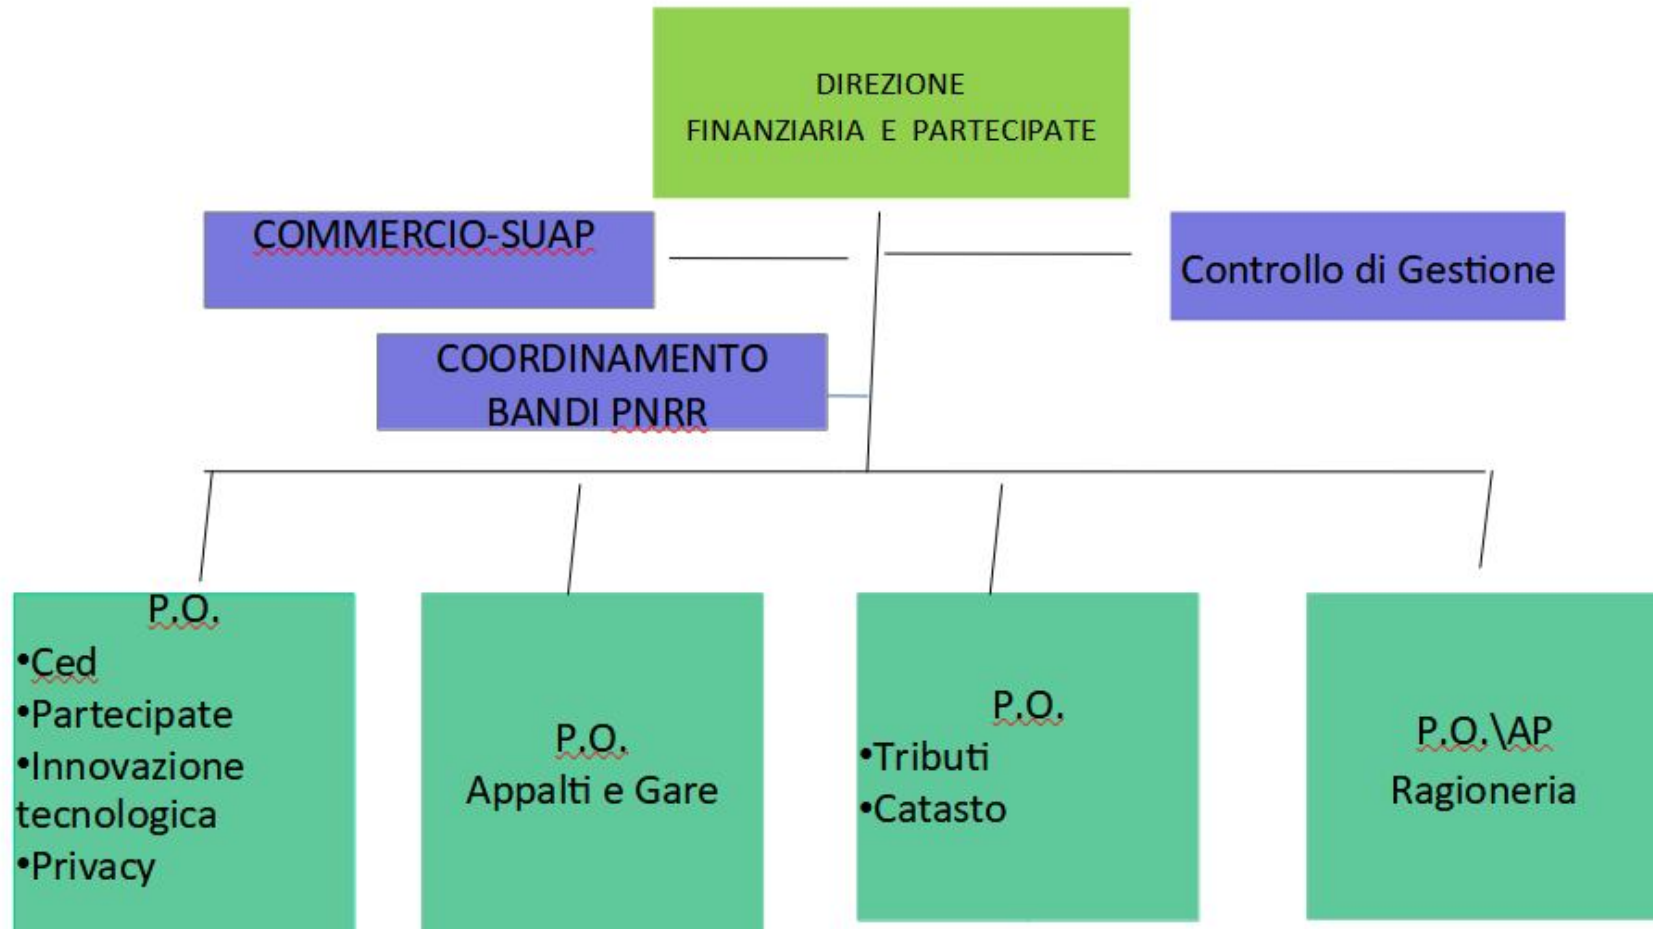 DIREZIONE
FINANZIARIA E PARTECIPATE
COMMERCIO-SUAP
Controllo di Gestione
COORDINAMENTO
BANDI PNRR
P.O.
•Ced
•Partecipate
•Innovazione
tecnologica
•Privacy
P.O.
Appalti e Gare
P.O.
•Tributi
•Catasto
P.O.\AP
Ragioneria